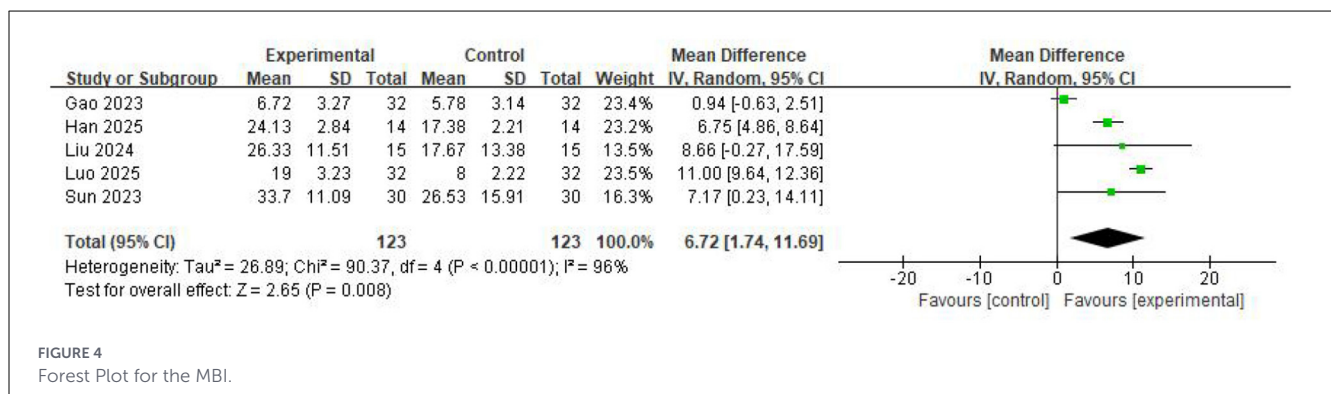 Experimental Control Mean Difference Mean Difference
Study or Subgroup Mean SD Total Mean SD Total Weight IV, Random, 95% CI IV, Random, 95% CI
Gao 2023 6.72 3.27 32 5.78 3.14 32 23.4% 0.94 [-0.63, 2.51]
Han 2025 24.13 2.84 14 17.38 2.21 14 23.2% 6.75 [4.86, 8.64]
Liu 2024 26.33 11.51 15 17.67 13.38 15 13.5% 8.66 [-0.27, 17.59]
Luo 2025 19 3.23 32 8 2.22 32 23.5% 11.00 [9.64, 12.36]
Sun 2023 33.7 11.09 30 26.53 15.91 30 16.3% 7.17 [0.23, 14.11]
Total (95% CI) 123 123 100.0% 6.72 [1.74, 11.69]
Heterogeneity: Tau² = 26.89; Chi² = 90.37, df = 4 (P < 0.00001); I² = 96%
Test for overall effect: Z = 2.65 (P = 0.008)
-20 -10 0 10 20
Favours [control] Favours [experimental]
FIGURE 4
Forest Plot for the MBI.